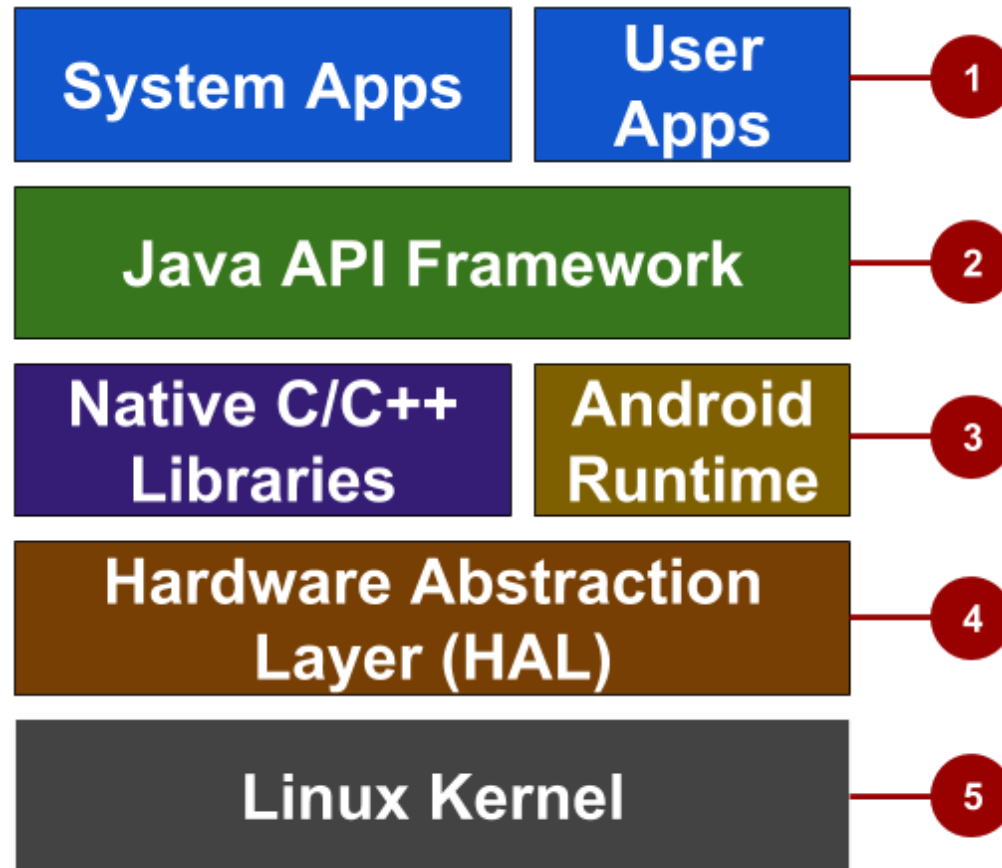 System Apps
User
Apps
1
Java API Framework
2
Native C/C++
Libraries
Android
Runtime
3
Hardware Abstraction
Layer (HAL)
4
Linux Kernel
5